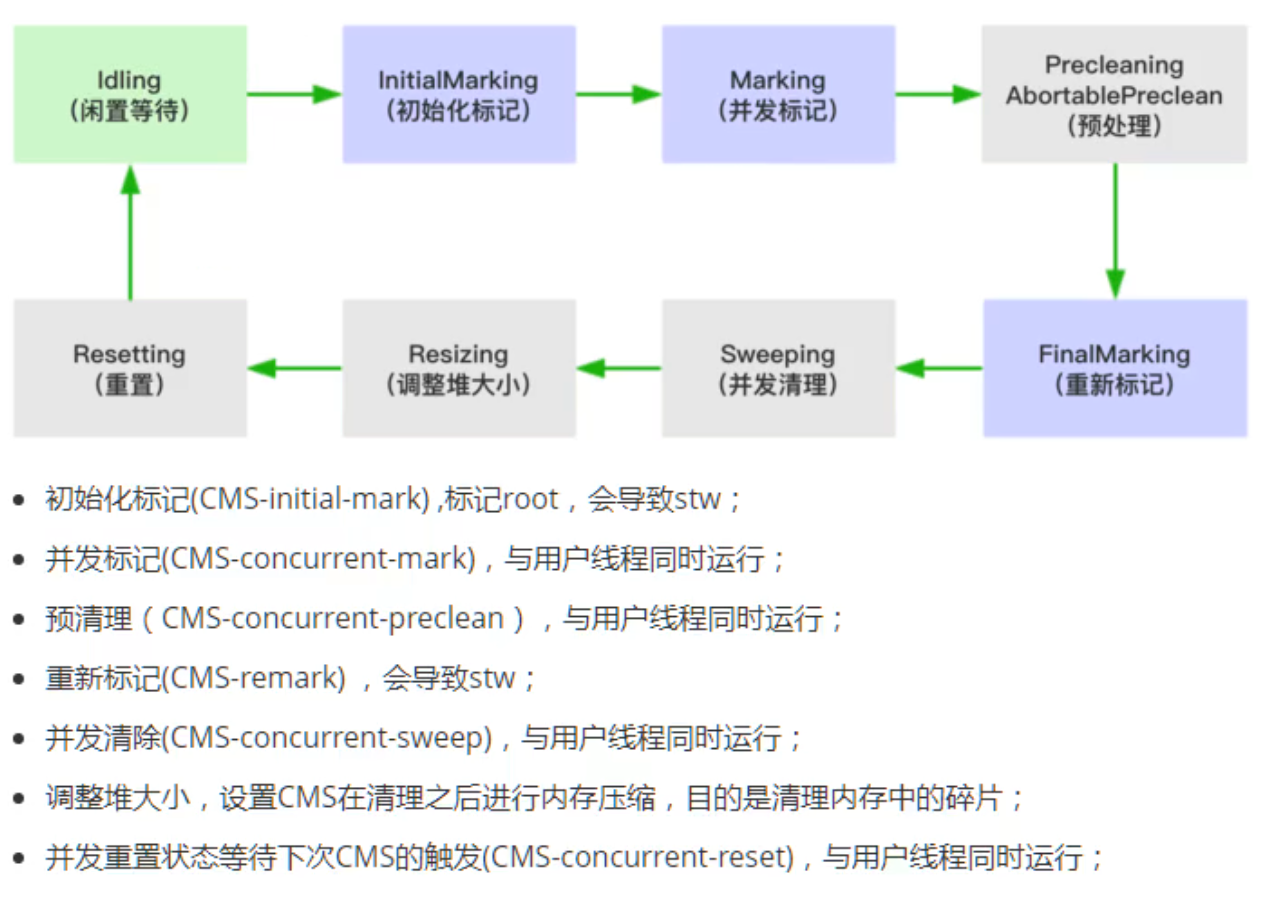 Idling
（闲置等待）
InitialMarking
（初始化标记）
Marking
（并发标记）
Precleaning
AbortablePreclean
（预处理）
Resetting
（重置）
Resizing
（调整堆大小）
Sweeping
（并发清理）
FinalMarking
（重新标记）
• 初始化标记(CMS-initial-mark) ,标记root，会导致stw；
• 并发标记(CMS-concurrent-mark)，与用户线程同时运行；
• 预清理（CMS-concurrent-preclean），与用户线程同时运行；
• 重新标记(CMS-remark) ，会导致stw；
• 并发清除(CMS-concurrent-sweep)，与用户线程同时运行；
• 调整堆大小，设置CMS在清理之后进行内存压缩，目的是清理内存中的碎片；
• 并发重置状态等待下次CMS的触发(CMS-concurrent-reset)，与用户线程同时运行；